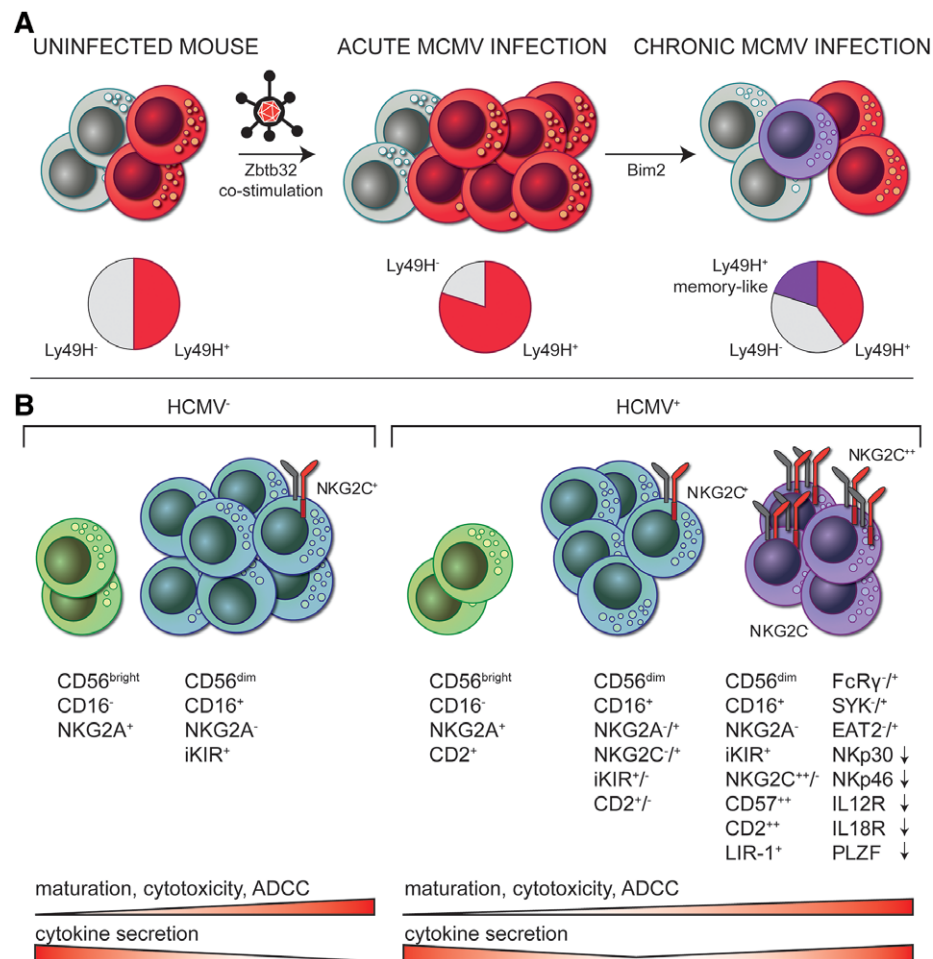 A
UNINFECTED MOUSE
ACUTE MCMV INFECTION
CHRONIC MCMV INFECTION
Zbtb32
co-stimulation
Bim2
Ly49H⁻
Ly49H⁺
Ly49H⁻
Ly49H⁺
Ly49H⁺
memory-like
Ly49H⁻
Ly49H⁺
B
HCMV⁻
HCMV⁺
NKG2C⁺
NKG2C⁺
NKG2C⁺⁺
NKG2C
CD56ᵇʳⁱᵍʰᵗ
CD16⁻
NKG2A⁺
CD56ᵈⁱᵐ
CD16⁺
NKG2A⁻
iKIR⁺
CD56ᵇʳⁱᵍʰᵗ
CD16⁻
NKG2A⁺
CD2⁺
CD56ᵈⁱᵐ
CD16⁺
NKG2A⁻/⁺
NKG2C⁻/⁺
iKIR⁺/⁻
CD2⁺/⁻
CD56ᵈⁱᵐ
CD16⁺
NKG2A⁻
iKIR⁺
NKG2C⁺⁺/⁻
CD57⁺⁺
CD2⁺⁺
LIR-1⁺
FcRγ⁻/⁺
SYK⁻/⁺
EAT2⁻/⁺
NKp30 ↓
NKp46 ↓
IL12R ↓
IL18R ↓
PLZF ↓
maturation, cytotoxicity, ADCC
cytokine secretion
maturation, cytotoxicity, ADCC
cytokine secretion